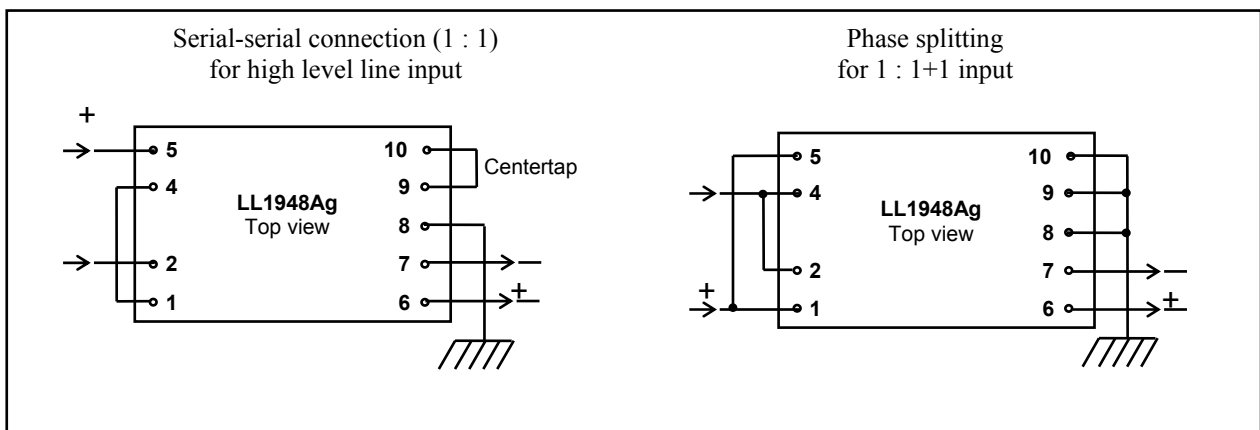 Serial-serial connection (1 : 1)
for high level line input
+
5
4
2
1
LL1948Ag
Top view
10
9
8
7
6
Centertap
—
+
Phase splitting
for 1 : 1+1 input
5
4
2
+
1
LL1948Ag
Top view
10
9
8
7
6
—
+